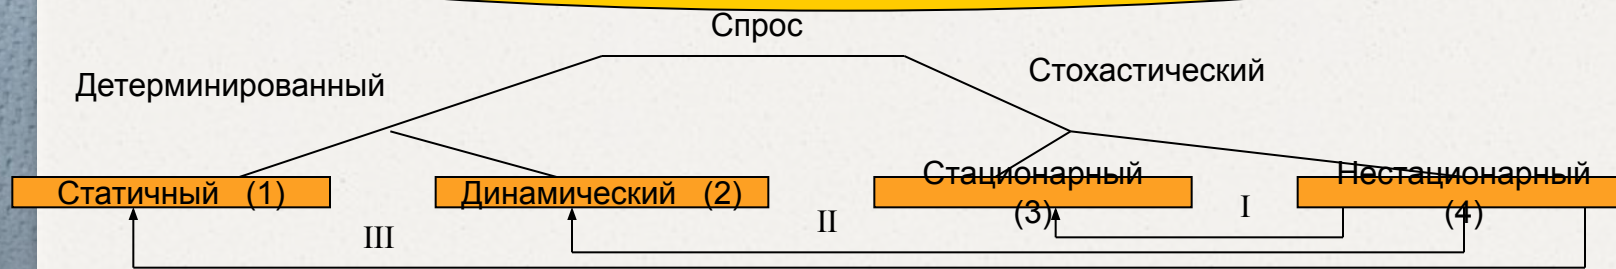 Спрос
Детерминированный
Стохастический
Статичный (1)
Динамический (2)
Стационарный
(3)
Нестационарный
(4)
I
II
III